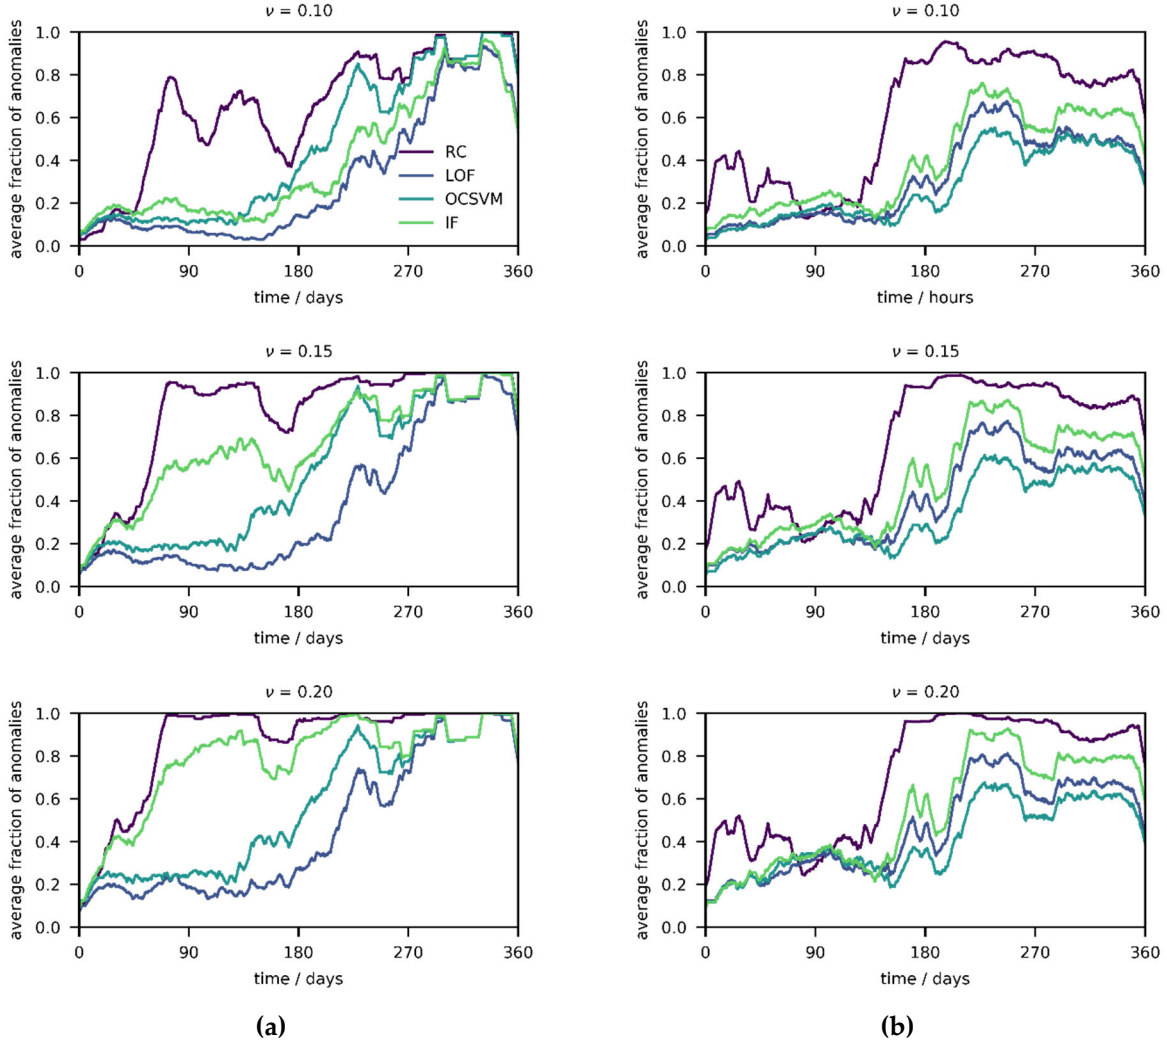 ν = 0.10
average fraction of anomalies
1.0
0.8
0.6
0.4
0.2
0.0
RC
LOF
OCSVM
IF
0 90 180 270 360
time / days
ν = 0.10
average fraction of anomalies
1.0
0.8
0.6
0.4
0.2
0.0
0 90 180 270 360
time / hours
ν = 0.15
average fraction of anomalies
1.0
0.8
0.6
0.4
0.2
0.0
0 90 180 270 360
time / days
ν = 0.15
average fraction of anomalies
1.0
0.8
0.6
0.4
0.2
0.0
0 90 180 270 360
time / days
ν = 0.20
average fraction of anomalies
1.0
0.8
0.6
0.4
0.2
0.0
0 90 180 270 360
time / days
ν = 0.20
average fraction of anomalies
1.0
0.8
0.6
0.4
0.2
0.0
0 90 180 270 360
time / days
(a)
(b)